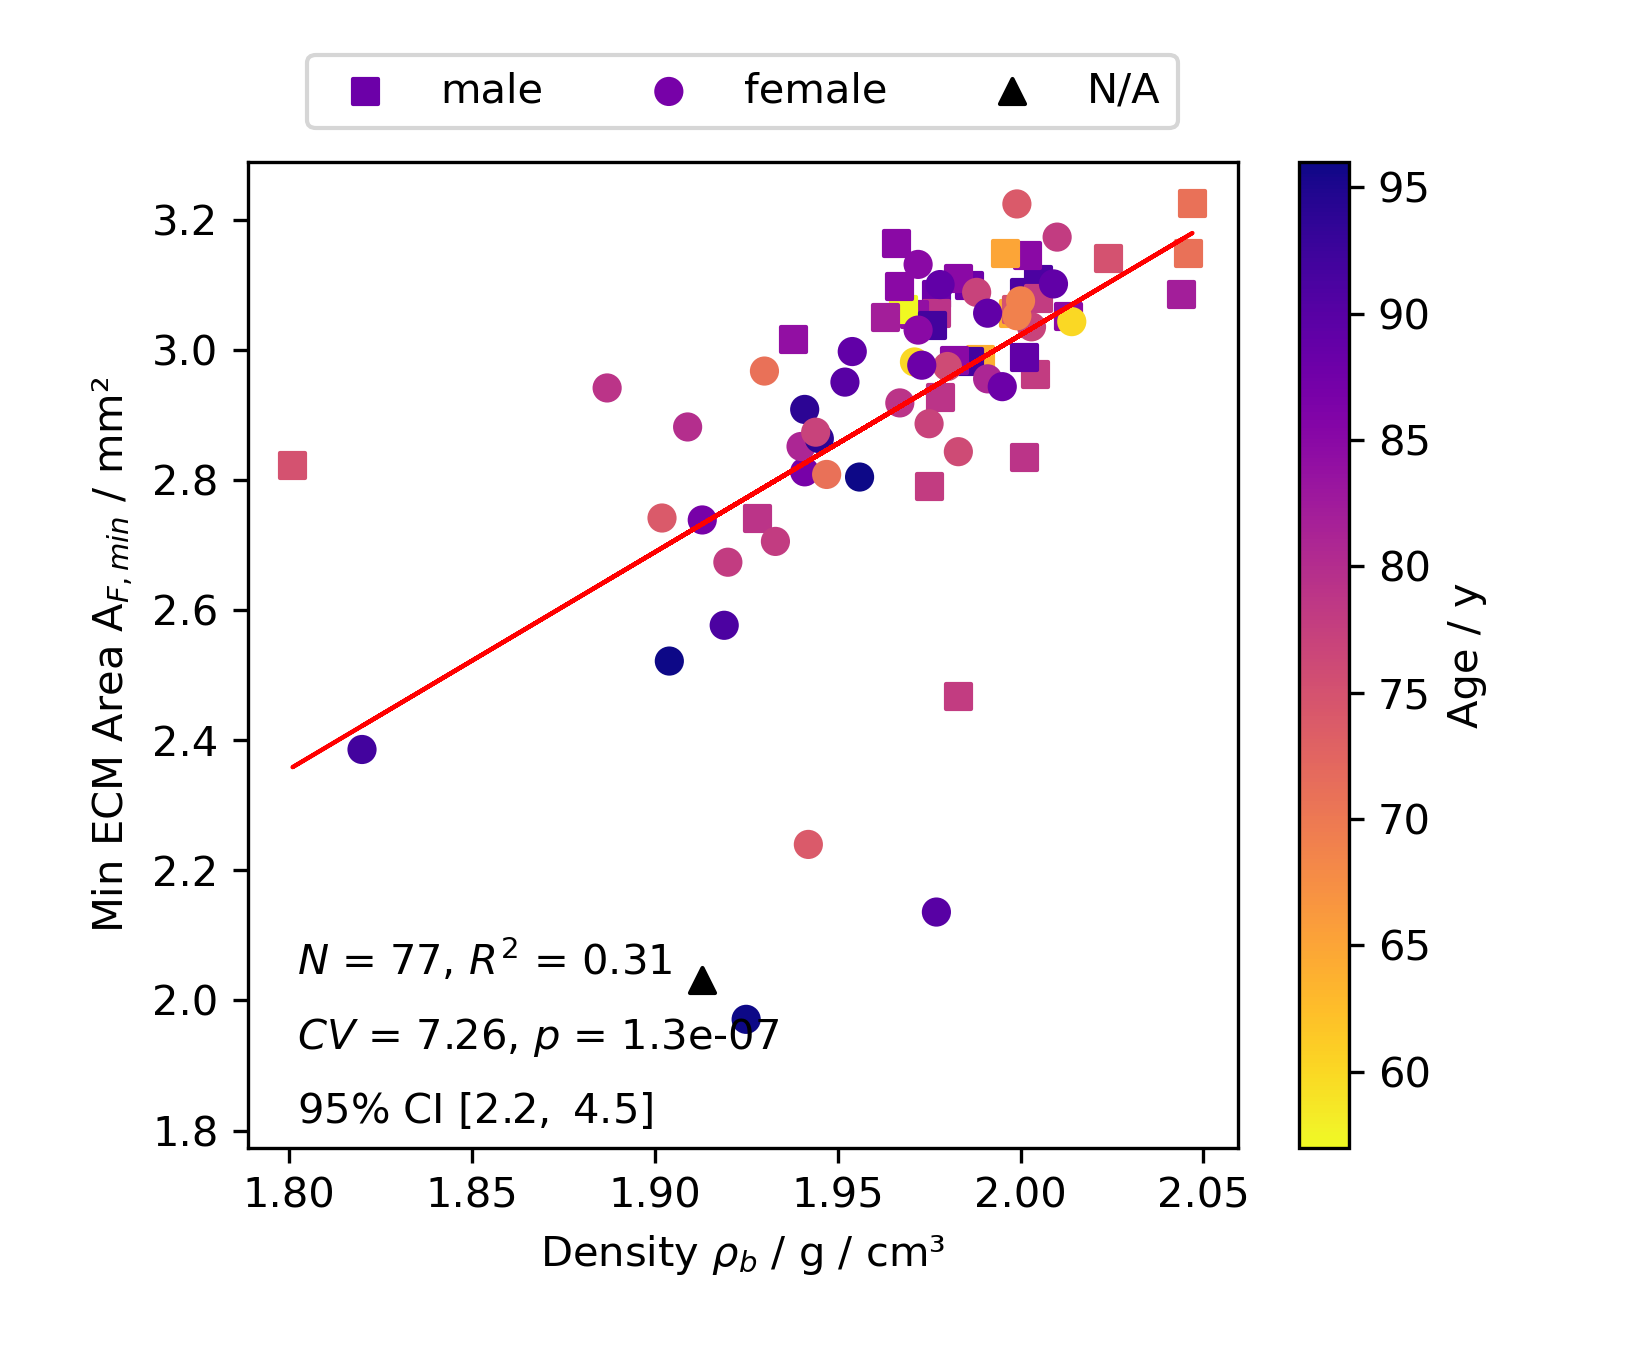 male female N/A
3.2
3.0
2.8
2.6
2.4
2.2
2.0
1.8
Min ECM Area A_{F, min} / mm²
N = 77, R² = 0.31
CV = 7.26, p = 1.3e-07
95% CI [2.2, 4.5]
1.80 1.85 1.90 1.95 2.00 2.05
Density ρ_b / g / cm³
95
90
85
80
75
70
65
60
Age / y